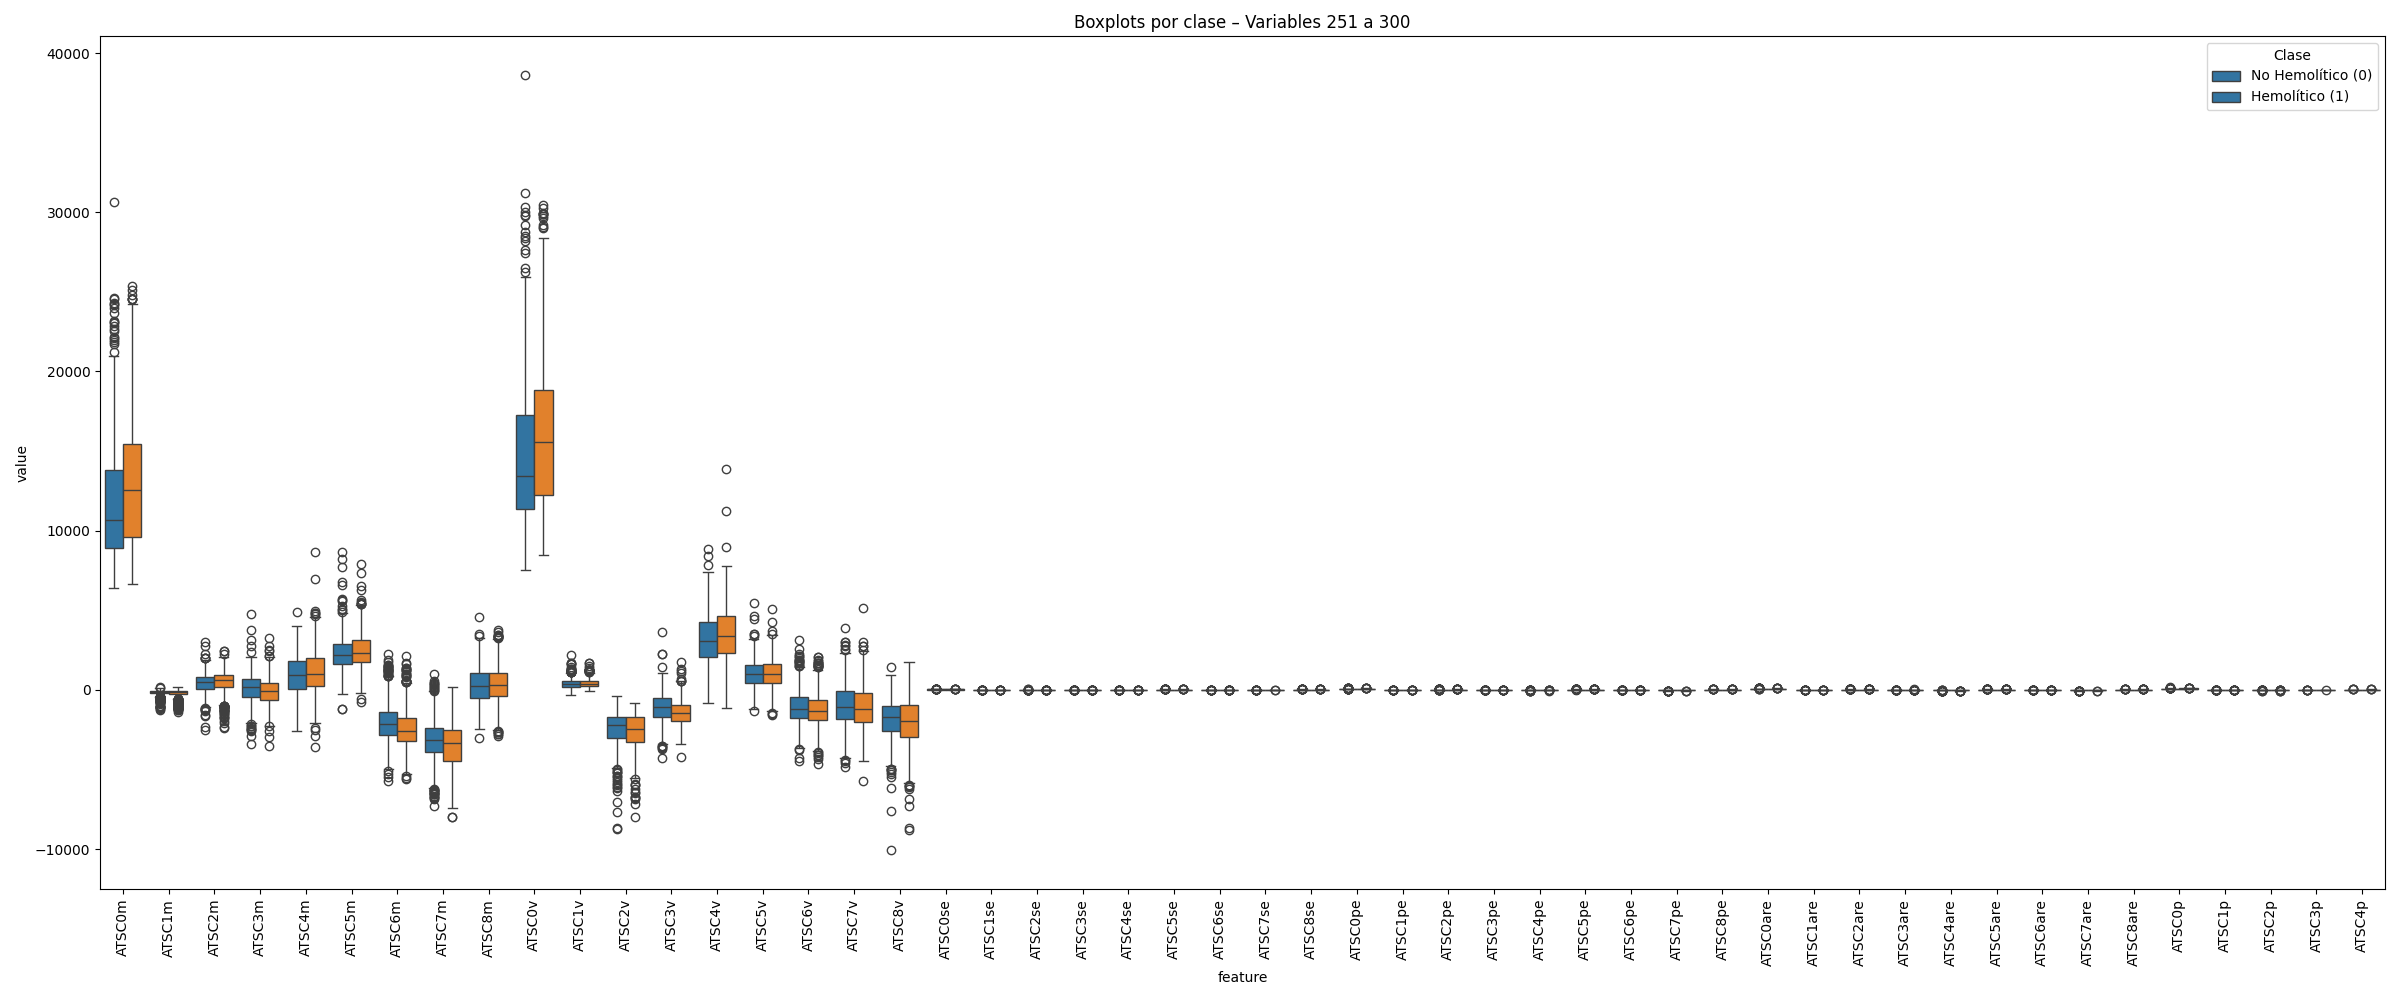 Boxplots por clase – Variables 251 a 300
Clase
No Hemolítico (0)
Hemolítico (1)
40000
30000
20000
10000
0
−10000
value
ATSC0m
ATSC1m
ATSC2m
ATSC3m
ATSC4m
ATSC5m
ATSC6m
ATSC7m
ATSC8m
ATSC0v
ATSC1v
ATSC2v
ATSC3v
ATSC4v
ATSC5v
ATSC6v
ATSC7v
ATSC8v
ATSC0se
ATSC1se
ATSC2se
ATSC3se
ATSC4se
ATSC5se
ATSC6se
ATSC7se
ATSC8se
ATSC0pe
ATSC1pe
ATSC2pe
ATSC3pe
ATSC4pe
ATSC5pe
ATSC6pe
ATSC7pe
ATSC8pe
ATSC0are
ATSC1are
ATSC2are
ATSC3are
ATSC4are
ATSC5are
ATSC6are
ATSC7are
ATSC8are
ATSC0p
ATSC1p
ATSC2p
ATSC3p
ATSC4p
feature